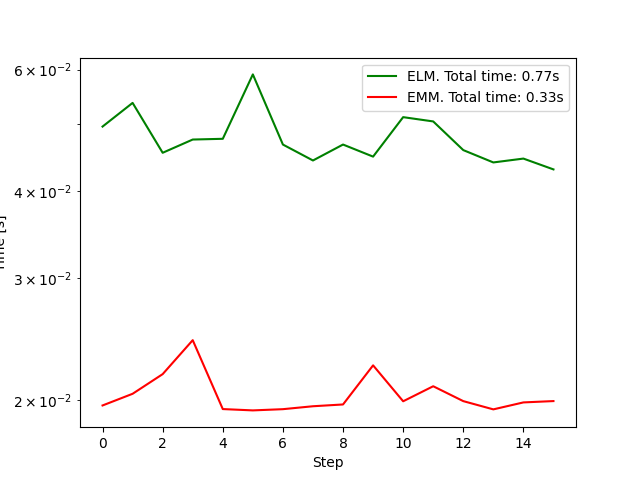 6 × 10⁻²
4 × 10⁻²
3 × 10⁻²
2 × 10⁻²
ELM. Total time: 0.77s
EMM. Total time: 0.33s
0 2 4 6 8 10 12 14
Step
[s]